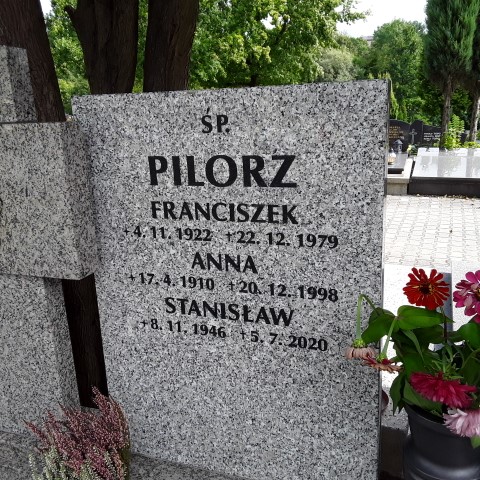 ŚP.
PILORZ
FRANCISZEK
+4.11.1922 +22.12.1979
ANNA
+17.4.1910 +20.12.1998
STANISŁAW
+8.11.1946 +5.7.2020